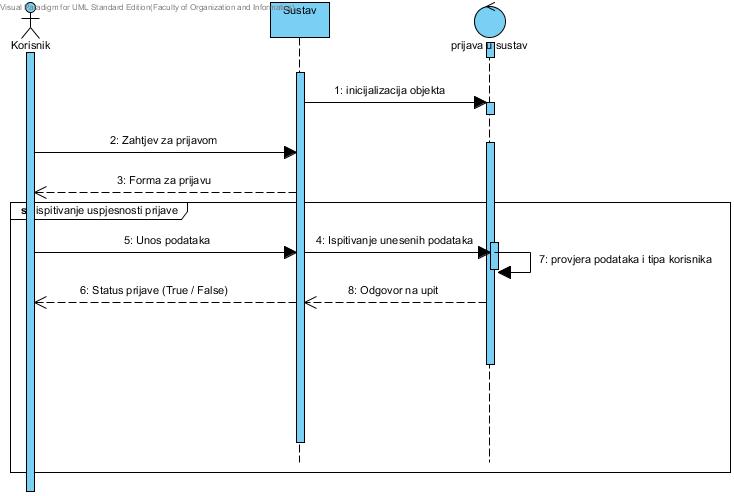 Visual Paradigm for UML Standard Edition(Faculty of Organization and
Sustav
Korisnik
prijava u sustav
1: inicijalizacija objekta
2: Zahtjev za prijavom
3: Forma za prijavu
ispitivanje uspjesnosti prijave
5: Unos podataka
4: Ispitivanje unesenih podataka
7: provjera podataka i tipa korisnika
6: Status prijave (True / False)
8: Odgovor na upit